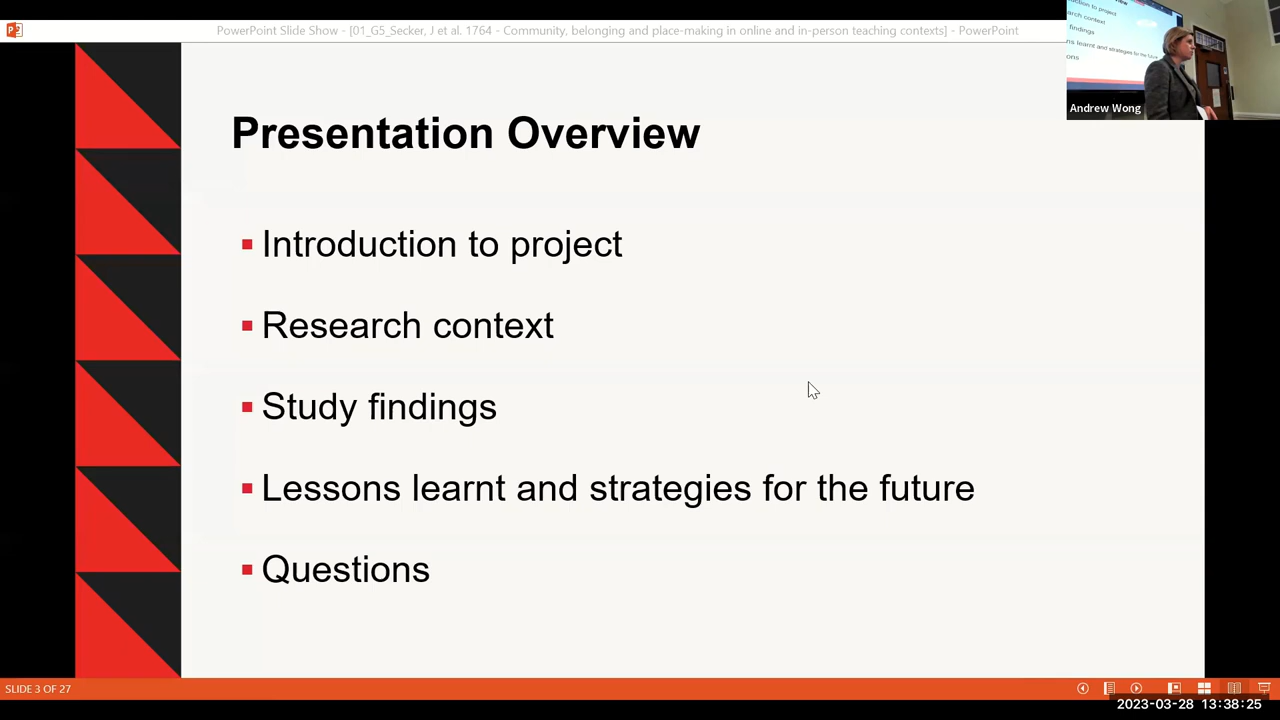 PowerPoint Slide Show - [01_G5_Secker, J et al. 1764 - Community, belonging and place-making in online and in-person teaching contexts] - PowerPoint
Presentation Overview
Introduction to project
Research context
Study findings
Lessons learnt and strategies for the future
Questions
Andrew Wong
SLIDE 3 OF 27
2023-03-28 13:38:25